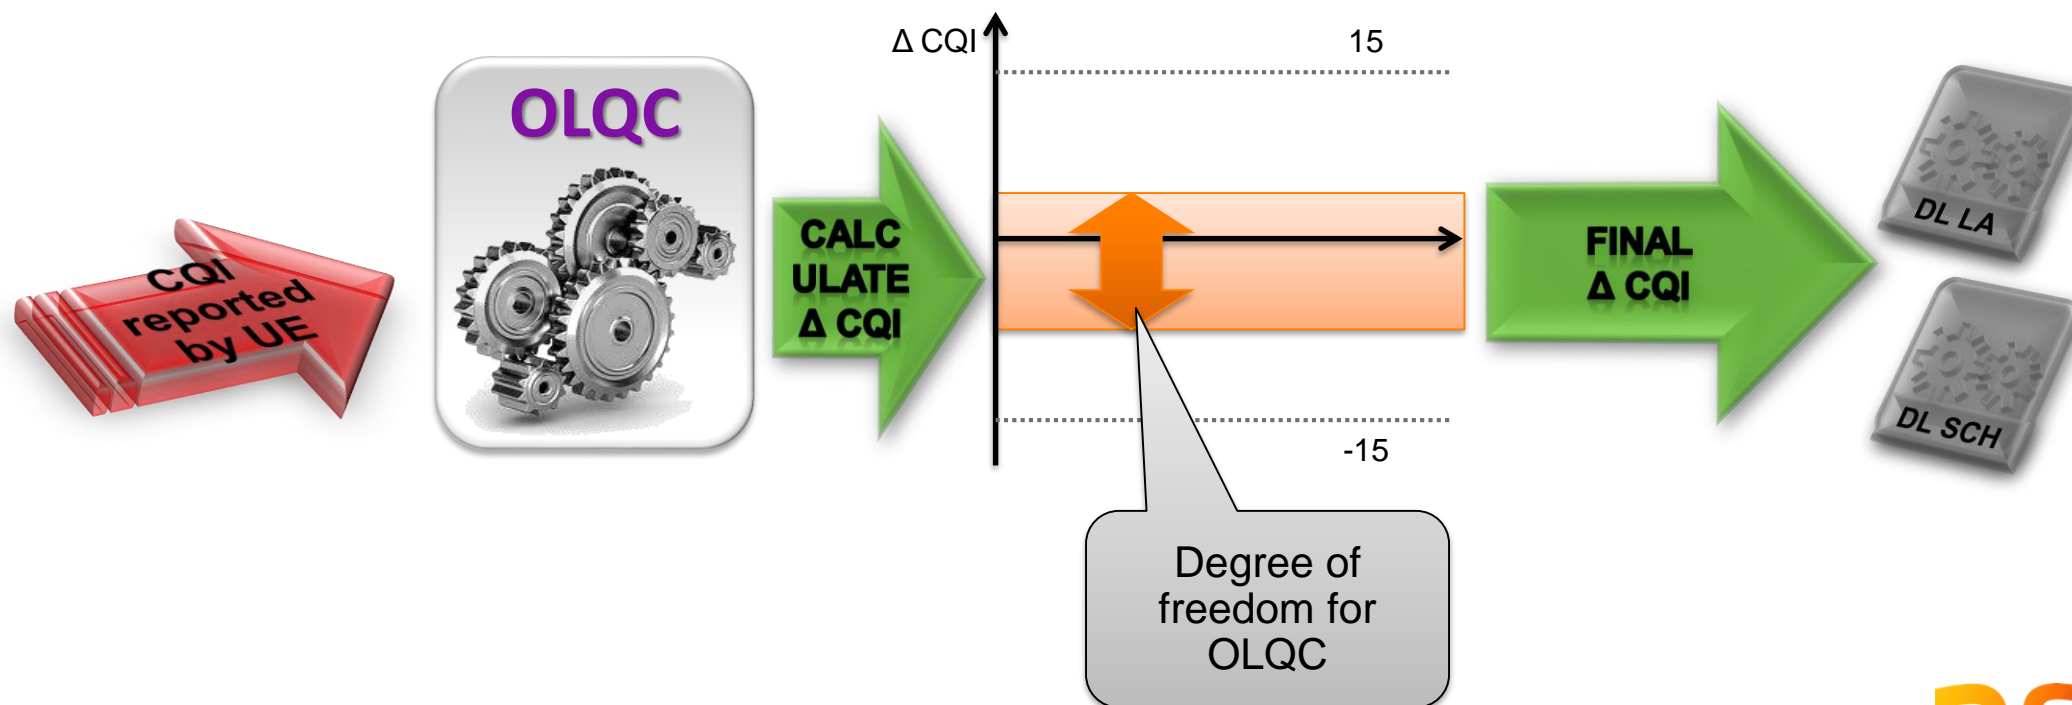 CQI
reported
by UE
OLQC
CALC
ULATE
Δ CQI
Δ CQI
15
-15
Degree of
freedom for
OLQC
FINAL
Δ CQI
DL LA
DL SCH